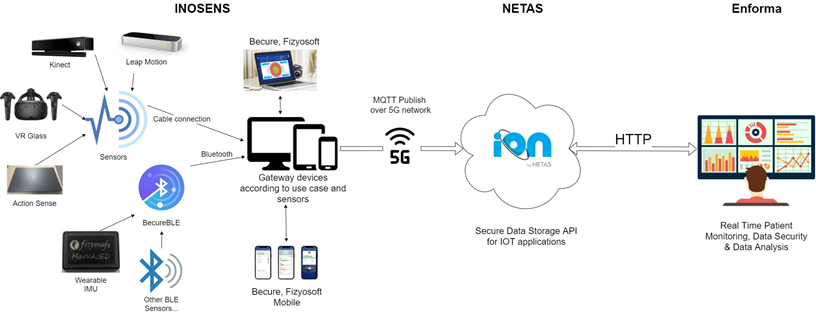 INOSENS
NETAS
Enforma
Becure, Fizyosoft
Kinect
Leap Motion
MQTT Publish
over 5G network
VR Glass
Cable connection
5G
ion
by NETAS
HTTP
Sensors
Bluetooth
Gateway devices
according to use case and
sensors
Action Sense
BecureBLE
Secure Data Storage API
for IOT applications
Real Time Patient
Monitoring, Data Security
& Data Analysis
fizyosoft
Wearable
IMU
Other BLE
Sensors...
Becure, Fizyosoft
Mobile